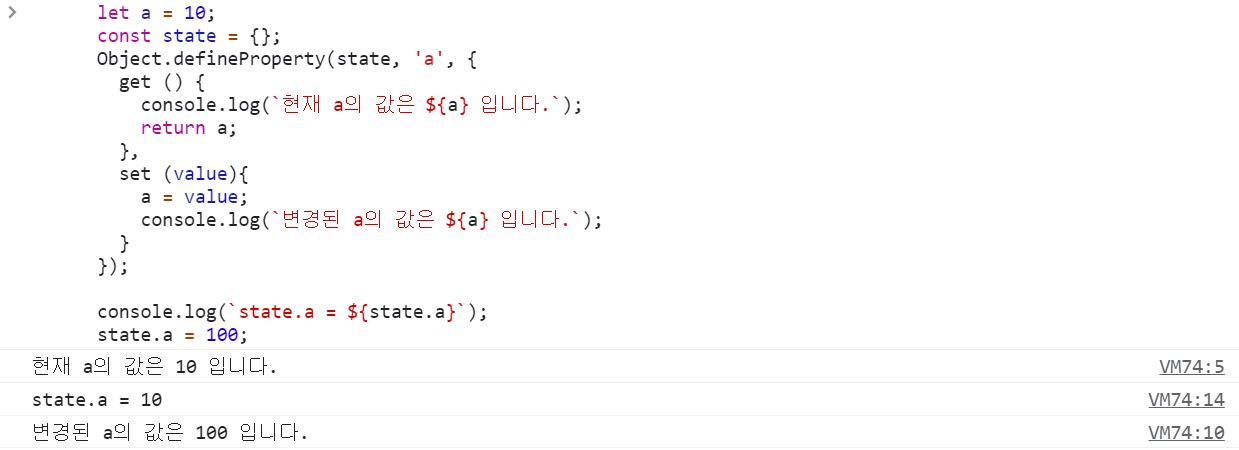 let a = 10;
const state = {};
Object.defineProperty(state, 'a', {
  get () {
    console.log(`현재 a의 값은 ${a} 입니다.`);
    return a;
  },
  set (value){
    a = value;
    console.log(`변경된 a의 값은 ${a} 입니다.`);
  }
});

console.log(`state.a = ${state.a}`);
state.a = 100;
현재 a의 값은 10 입니다. VM74:5
state.a = 10 VM74:14
변경된 a의 값은 100 입니다. VM74:10